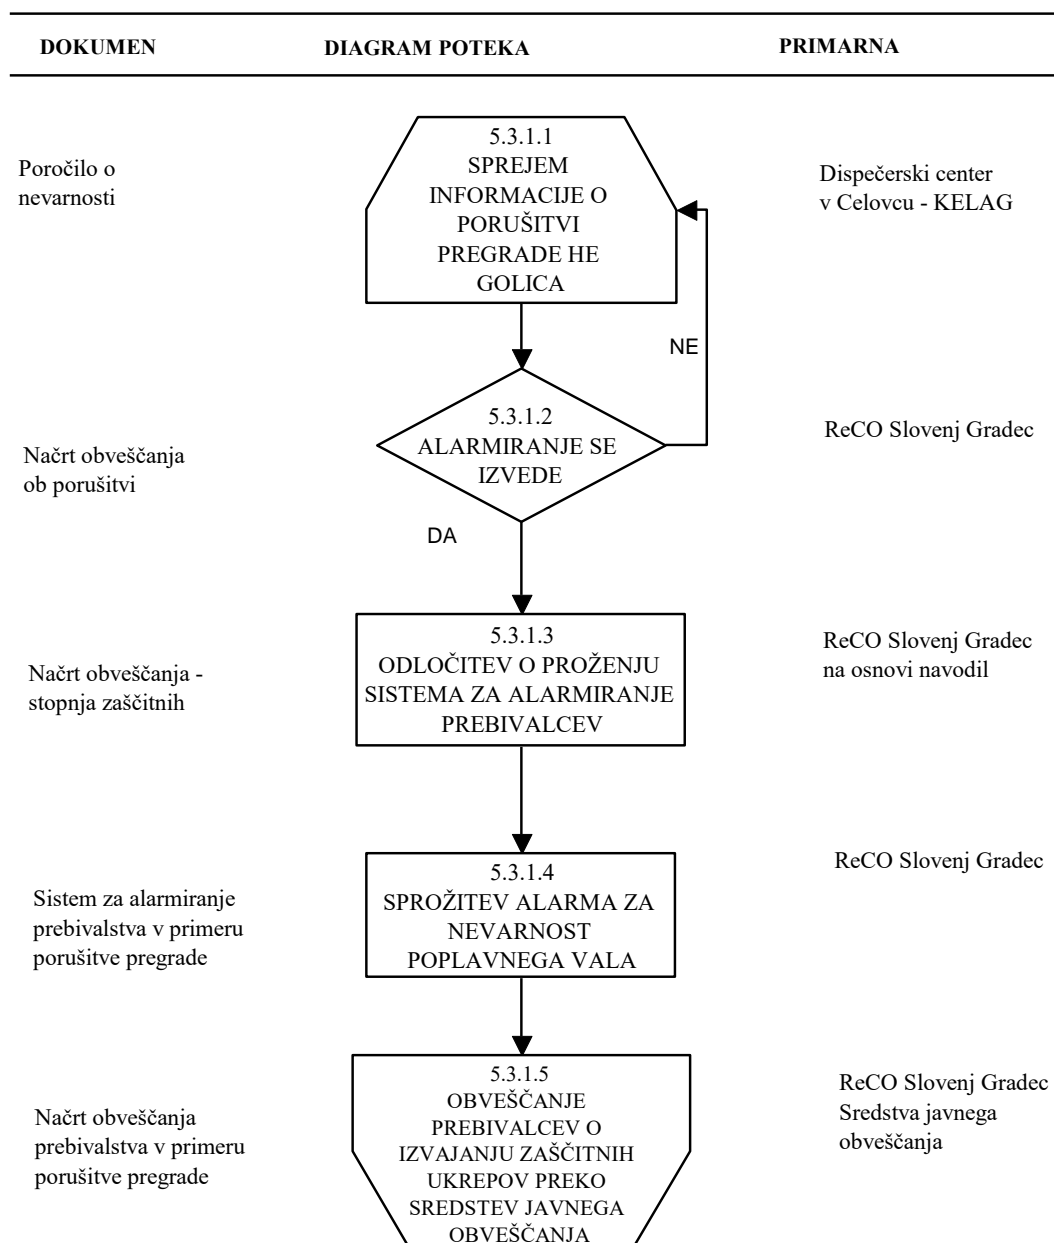 DOKUMEN
DIAGRAM POTEKA
PRIMARNA
Poročilo o
nevarnosti
5.3.1.1
SPREJEM
INFORMACIJE O
PORUŠITVI
PREGRADE HE
GOLICA
Dispečerski center
v Celovcu - KELAG
NE
Načrt obveščanja
ob porušitvi
5.3.1.2
ALARMIRANJE SE
IZVEDE
ReCO Slovenj Gradec
DA
Načrt obveščanja -
stopnja zaščitnih
5.3.1.3
ODLOČITEV O PROŽENJU
SISTEMA ZA ALARMIRANJE
PREBIVALCEV
ReCO Slovenj Gradec
na osnovi navodil
Sistem za alarmiranje
prebivalstva v primeru
porušitve pregrade
5.3.1.4
SPROŽITEV ALARMA ZA
NEVARNOST
POPLAVNEGA VALA
ReCO Slovenj Gradec
Načrt obveščanja
prebivalstva v primeru
porušitve pregrade
5.3.1.5
OBVEŠČANJE
PREBIVALCEV O
IZVAJANJU ZAŠČITNIH
UKREPOV PREKO
SREDSTEV JAVNEGA
OBVEŠČANJA
ReCO Slovenj Gradec
Sredstva javnega
obveščanja